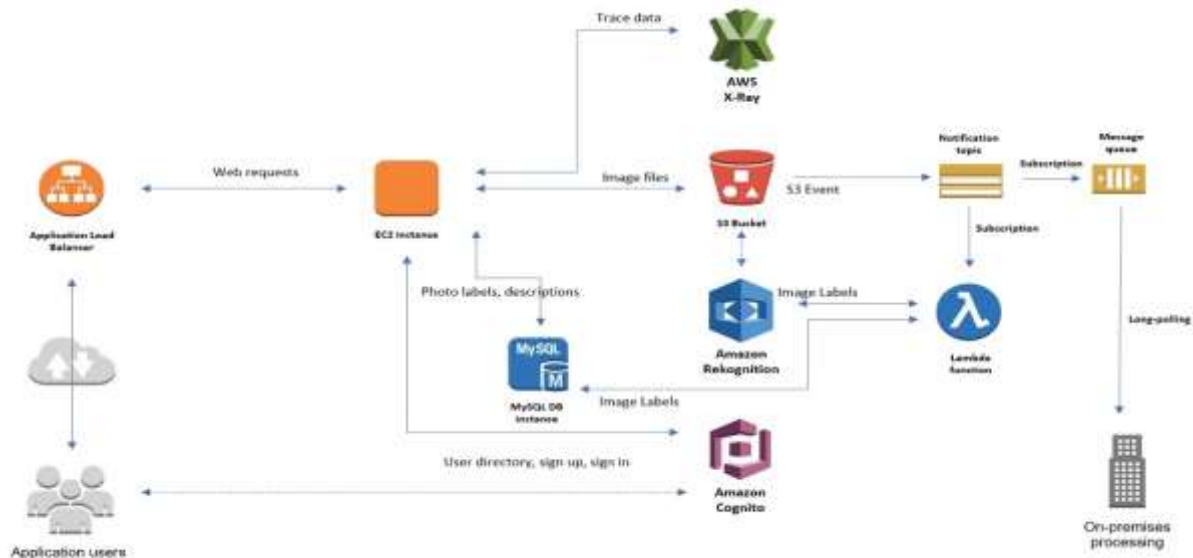 Trace data
AWS
X-Ray
Notification
topic
Message
queue
Subscription
Web requests
Image files
S3 Event
Application Load
Balancer
EC2 Instance
S3 Bucket
Subscription
Photo labels, descriptions
Image Labels
Long-polling
MySQL
M
Amazon
Rekognition
Lambda
function
MySQL DB
instance
Image Labels
User directory, sign up, sign in
Amazon
Cognito
Application users
On-premises
processing